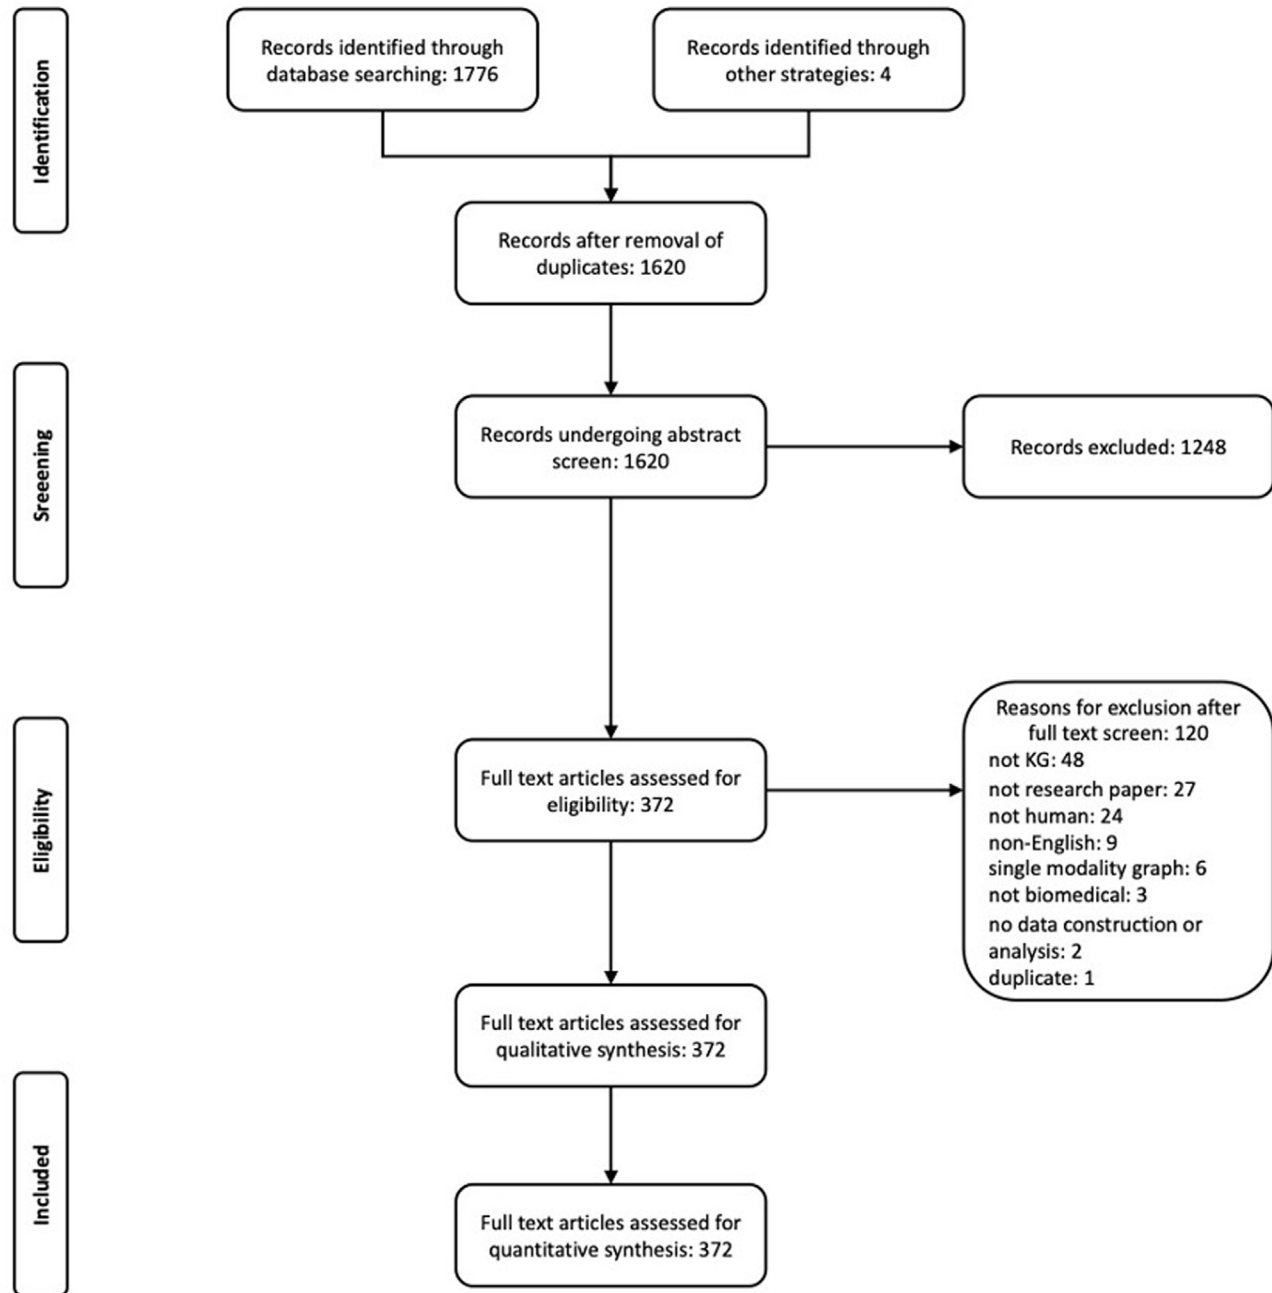 Identification
Records identified through
database searching: 1776
Records identified through
other strategies: 4
Records after removal of
duplicates: 1620
Sreeening
Records undergoing abstract
screen: 1620
Records excluded: 1248
Eligibility
Full text articles assessed for
eligibility: 372
Reasons for exclusion after
full text screen: 120
not KG: 48
not research paper: 27
not human: 24
non-English: 9
single modality graph: 6
not biomedical: 3
no data construction or
analysis: 2
duplicate: 1
Full text articles assessed for
qualitative synthesis: 372
Included
Full text articles assessed for
quantitative synthesis: 372